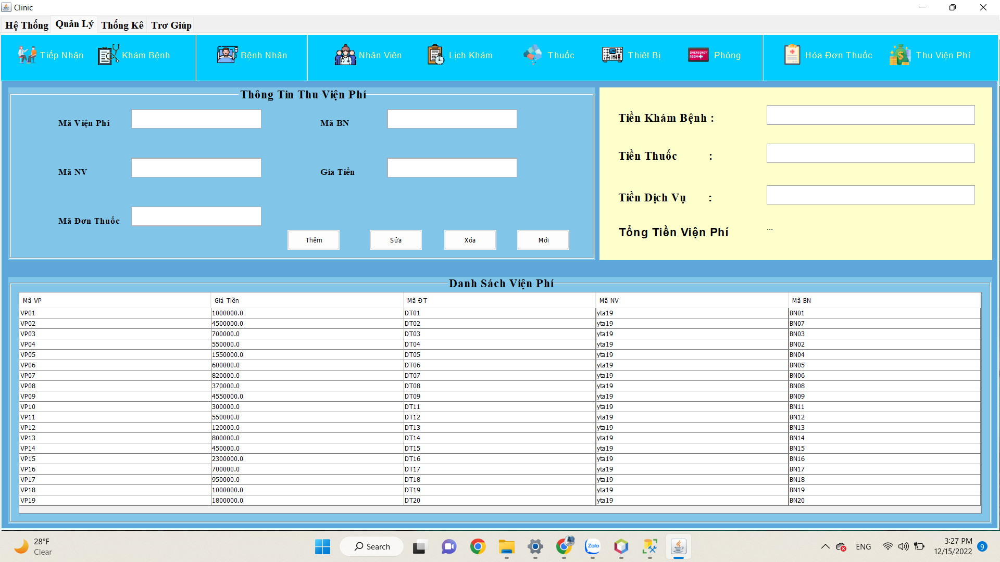 Clinic
Hệ Thống Quản Lý Thống Kê Trơ Giúp
Tiếp Nhận Khám Bệnh Bệnh Nhân Nhân Viên Lịch Khám Thuốc Thiêt Bị EMERGENCY ROOM Phòng Hóa Đơn Thuốc Thu Viện Phí
Thông Tin Thu Viện Phí
Mã Viện Phí Mã BN
Mã NV Gía Tiền
Mã Đơn Thuốc
Thêm Sửa Xóa Mới
Tiền Khám Bệnh :
Tiền Thuốc :
Tiền Dịch Vụ :
Tổng Tiền Viện Phí ...
Danh Sách Viện Phí
Mã VP Giá Tiền Mã ĐT Mã NV Mã BN
VP01 1000000.0 DT01 yta19 BN01
VP02 4500000.0 DT02 yta19 BN07
VP03 700000.0 DT03 yta19 BN03
VP04 550000.0 DT04 yta19 BN02
VP05 1550000.0 DT05 yta19 BN04
VP06 600000.0 DT06 yta19 BN05
VP07 820000.0 DT07 yta19 BN06
VP08 370000.0 DT08 yta19 BN08
VP09 4550000.0 DT09 yta19 BN09
VP10 300000.0 DT11 yta19 BN11
VP11 550000.0 DT12 yta19 BN12
VP12 120000.0 DT13 yta19 BN13
VP13 800000.0 DT14 yta19 BN14
VP14 450000.0 DT15 yta19 BN15
VP15 2300000.0 DT16 yta19 BN16
VP16 700000.0 DT17 yta19 BN17
VP17 950000.0 DT18 yta19 BN18
VP18 1000000.0 DT19 yta19 BN19
VP19 1800000.0 DT20 yta19 BN20
28°F
Clear
Search
Zalo
ENG
3:27 PM
12/15/2022
9